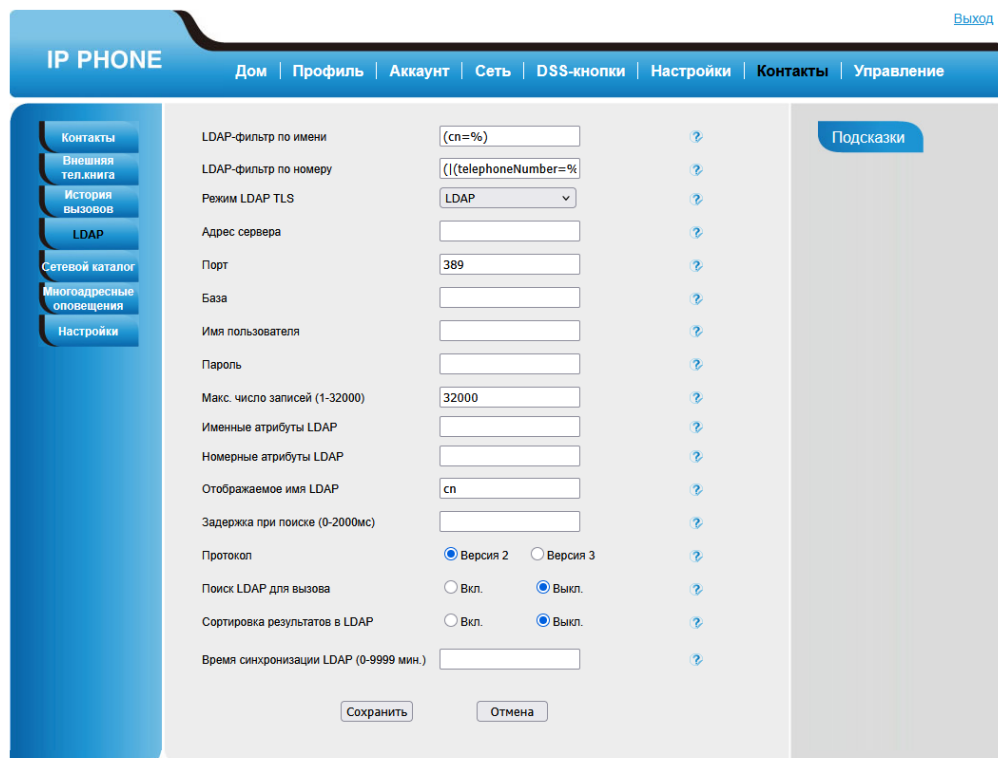 Выход
IP PHONE
Дом | Профиль | Аккаунт | Сеть | DSS-кнопки | Настройки | Контакты | Управление
Контакты
Внешняя
тел.книга
История
вызовов
LDAP
Сетевой каталог
Многоадресные
оповещения
Настройки
LDAP-фильтр по имени (cn=%)
LDAP-фильтр по номеру (|(telephoneNumber=%
Режим LDAP TLS LDAP
Адрес сервера
Порт 389
База
Имя пользователя
Пароль
Макс. число записей (1-32000) 32000
Именные атрибуты LDAP
Номерные атрибуты LDAP
Отображаемое имя LDAP cn
Задержка при поиске (0-2000мс)
Протокол Версия 2 Версия 3
Поиск LDAP для вызова Вкл. Выкл.
Сортировка результатов в LDAP Вкл. Выкл.
Время синхронизации LDAP (0-9999 мин.)
Сохранить Отмена
Подсказки